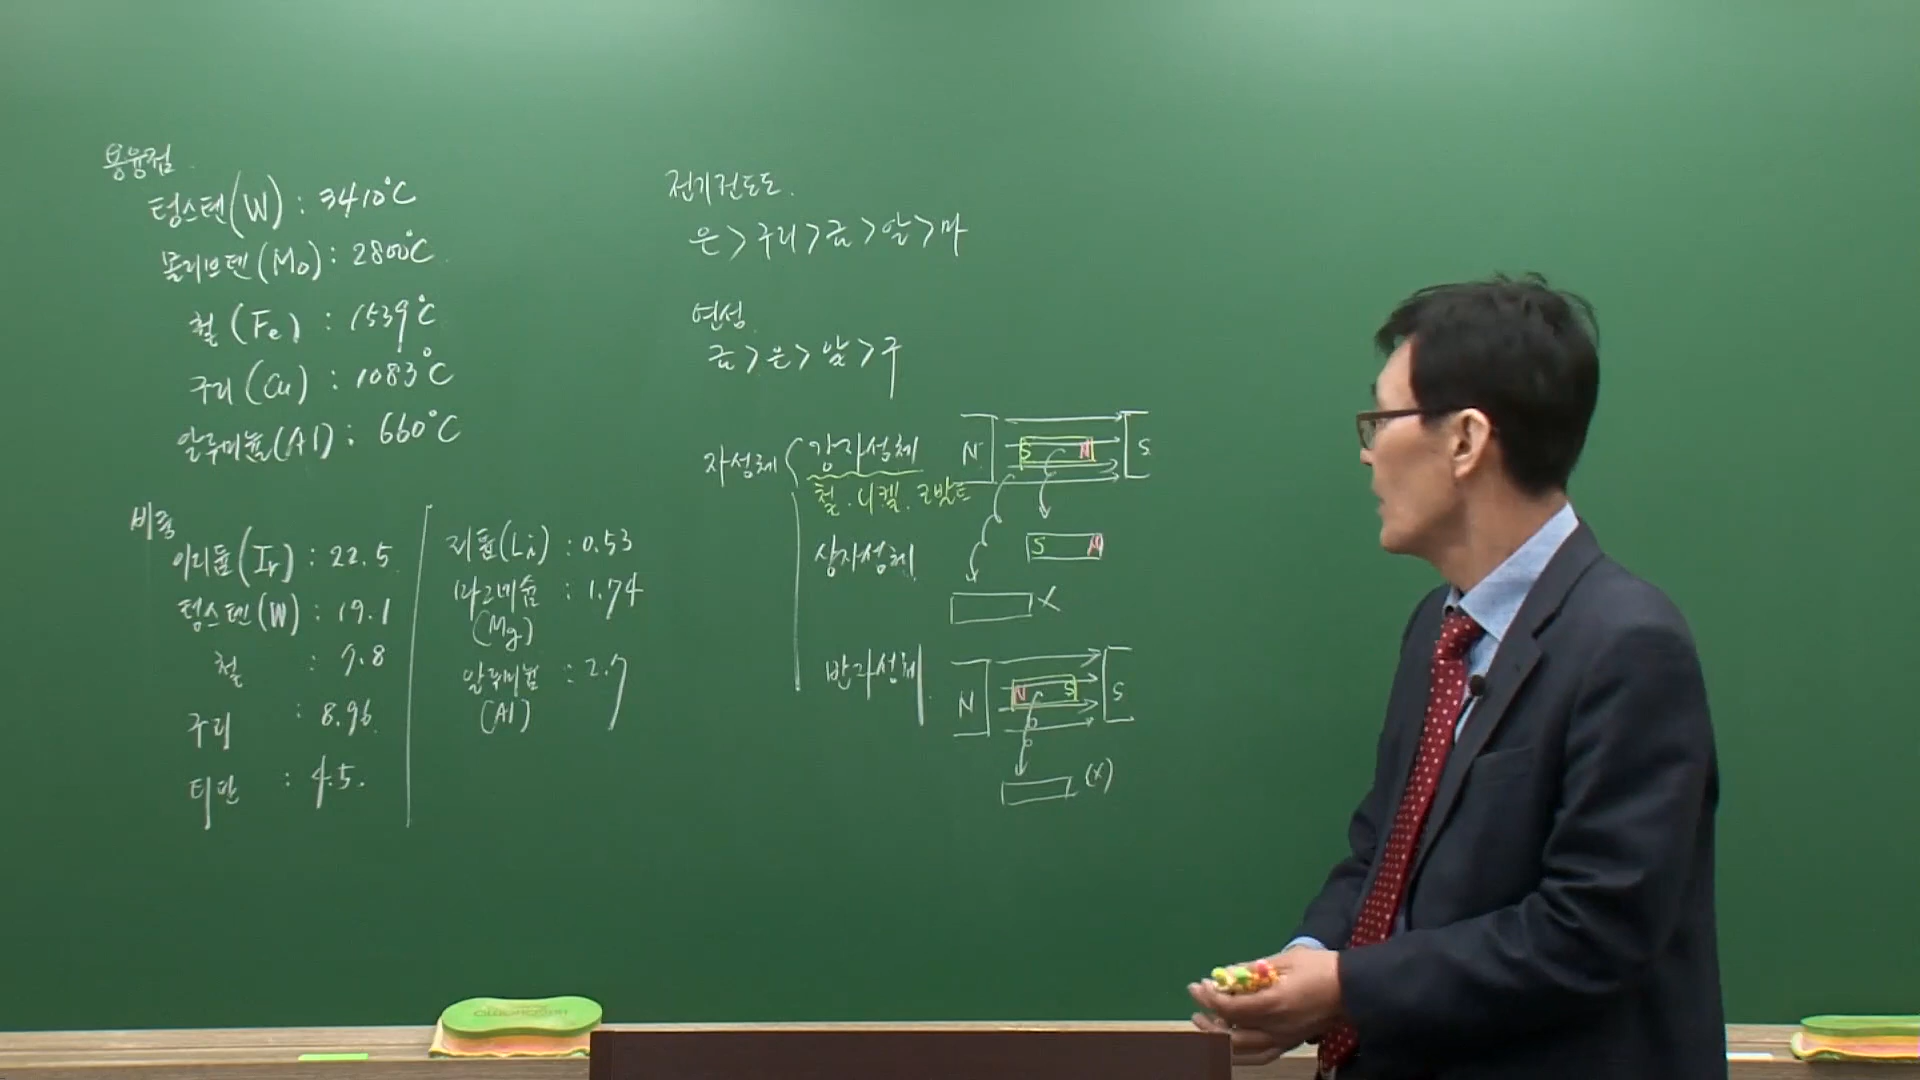 용융점
텅스텐(W) : 3410°C
몰리브덴(Mo) : 2800°C
철(Fe) : 1539°C
구리(Cu) : 1083°C
알루미늄(Al) : 660°C
비중
이리듐(Ir) : 22.5
텅스텐(W) : 19.1
철 : 7.8
구리 : 8.96
티탄 : 4.5
리튬(Li) : 0.53
마그네슘 : 1.74
(Mg)
알루미늄 : 2.7
(Al)
전기전도도
은 > 구리 > 금 > 알 > 마
연성
금 > 은 > 알 > 구
자성체
강자성체
철. 니켈. 코발트
N S N S
S N
상자성체
X
반자성체
N N S S
(X)